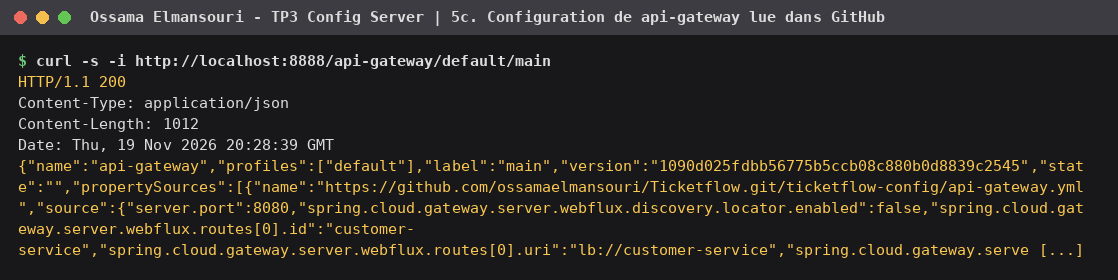 Ossama Elmansouri - TP3 Config Server | 5c. Configuration de api-gateway lue dans GitHub
$ curl -s -i http://localhost:8888/api-gateway/default/main
HTTP/1.1 200
Content-Type: application/json
Content-Length: 1012
Date: Thu, 19 Nov 2026 20:28:39 GMT
{"name":"api-gateway","profiles":["default"],"label":"main","version":"1090d025fdbb56775b5ccb08c880b0d8839c2545","stat
e":"","propertySources":[{"name":"https://github.com/ossamaelmansouri/Ticketflow.git/ticketflow-config/api-gateway.yml
","source":{"server.port":8080,"spring.cloud.gateway.server.webflux.discovery.locator.enabled":false,"spring.cloud.gat
eway.server.webflux.routes[0].id":"customer-
service","spring.cloud.gateway.server.webflux.routes[0].uri":"lb://customer-service","spring.cloud.gateway.serve [...]